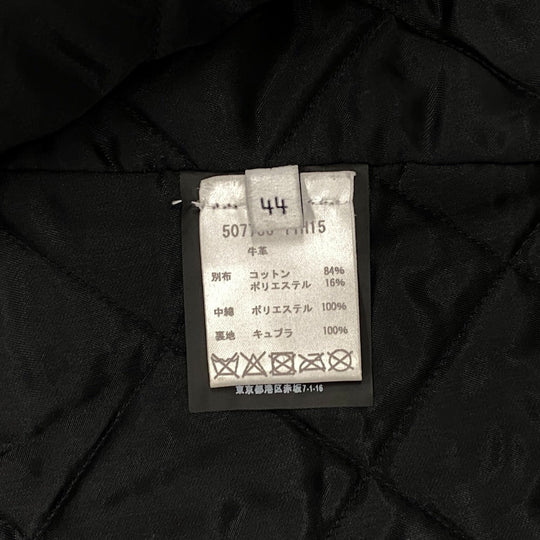 44
牛革
別布 コットン 84%
ポリエステル 16%
中綿 ポリエステル 100%
裏地 キュプラ 100%
東京都港区赤坂7-1-16